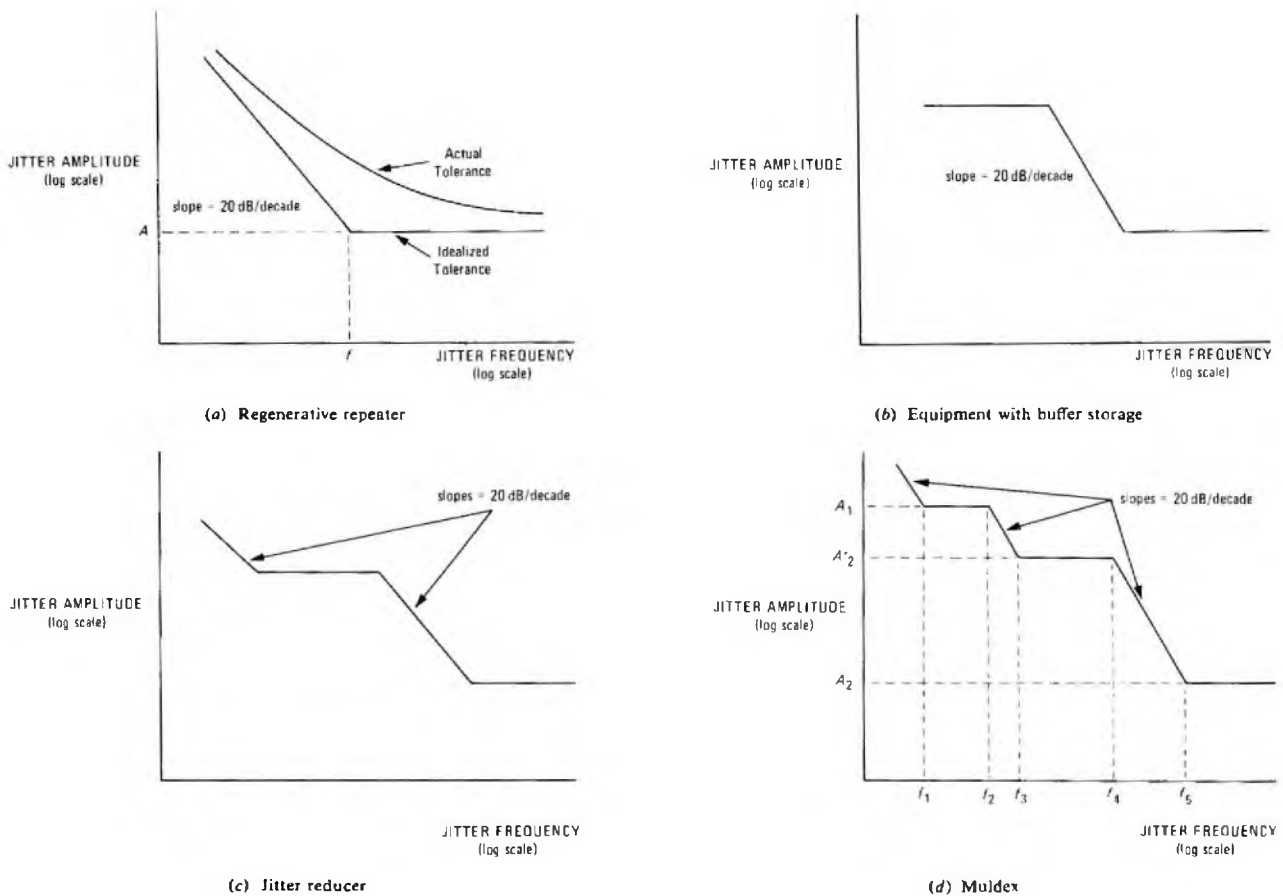 JITTER AMPLITUDE
(log scale)
Actual
Tolerance
slope = 20 dB/decade
A
Idealized
Tolerance
f
JITTER FREQUENCY
(log scale)
(a) Regenerative repeater
JITTER AMPLITUDE
(log scale)
slope = 20 dB/decade
JITTER FREQUENCY
(log scale)
(b) Equipment with buffer storage
slopes = 20 dB/decade
JITTER AMPLITUDE
(log scale)
JITTER FREQUENCY
(log scale)
(c) Jitter reducer
slopes = 20 dB/decade
A1
A'2
JITTER AMPLITUDE
(log scale)
A2
f1 f2 f3 f4 f5
JITTER FREQUENCY
(log scale)
(d) Muldex